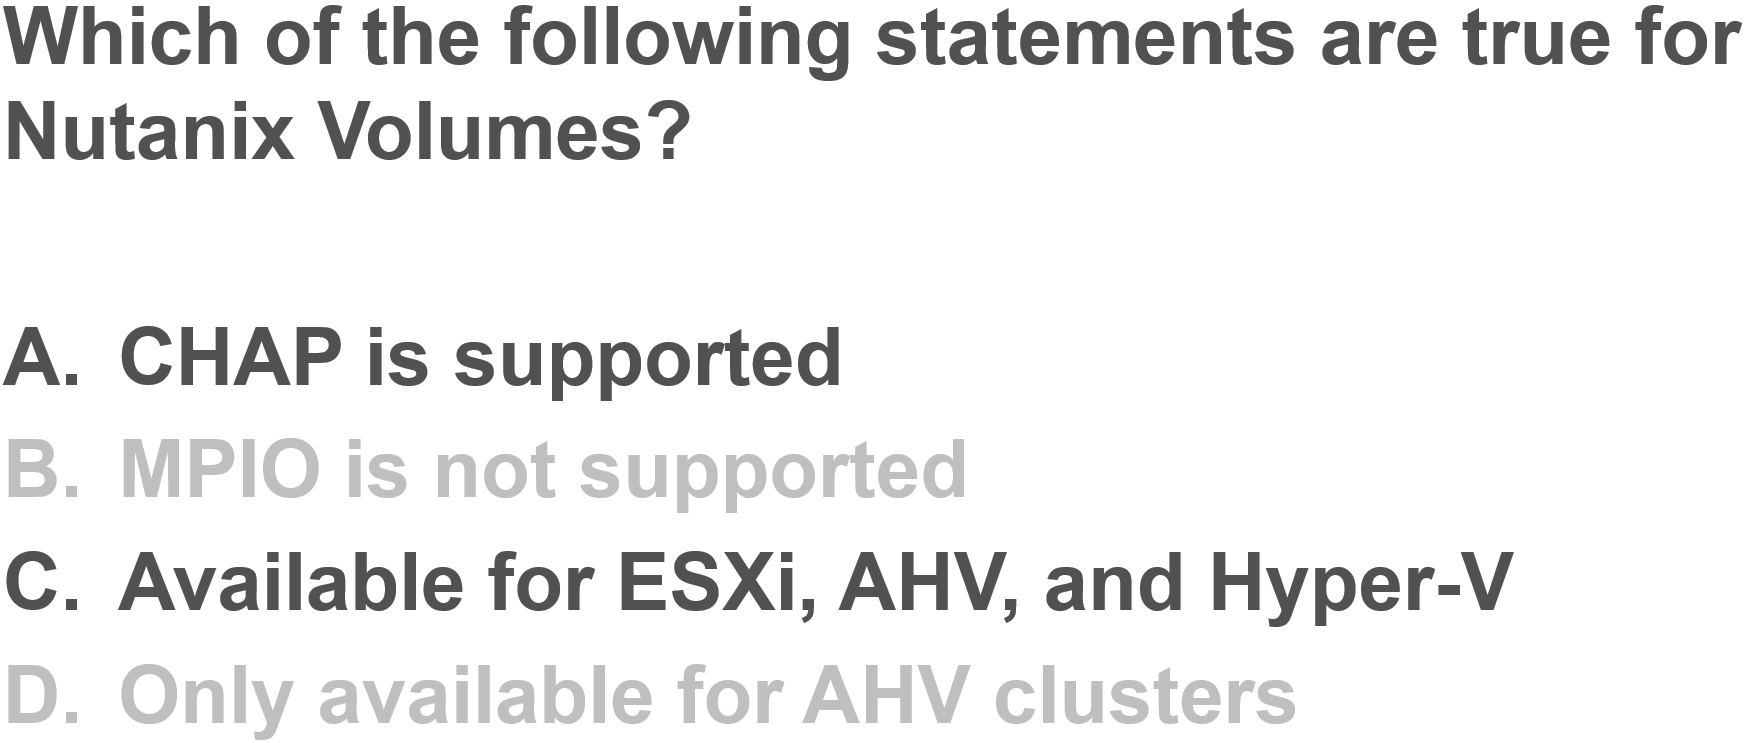 Which of the following statements are true for
Nutanix Volumes?
A. CHAP is supported
B. MPIO is not supported
C. Available for ESXi, AHV, and Hyper-V
D. Only available for AHV clusters